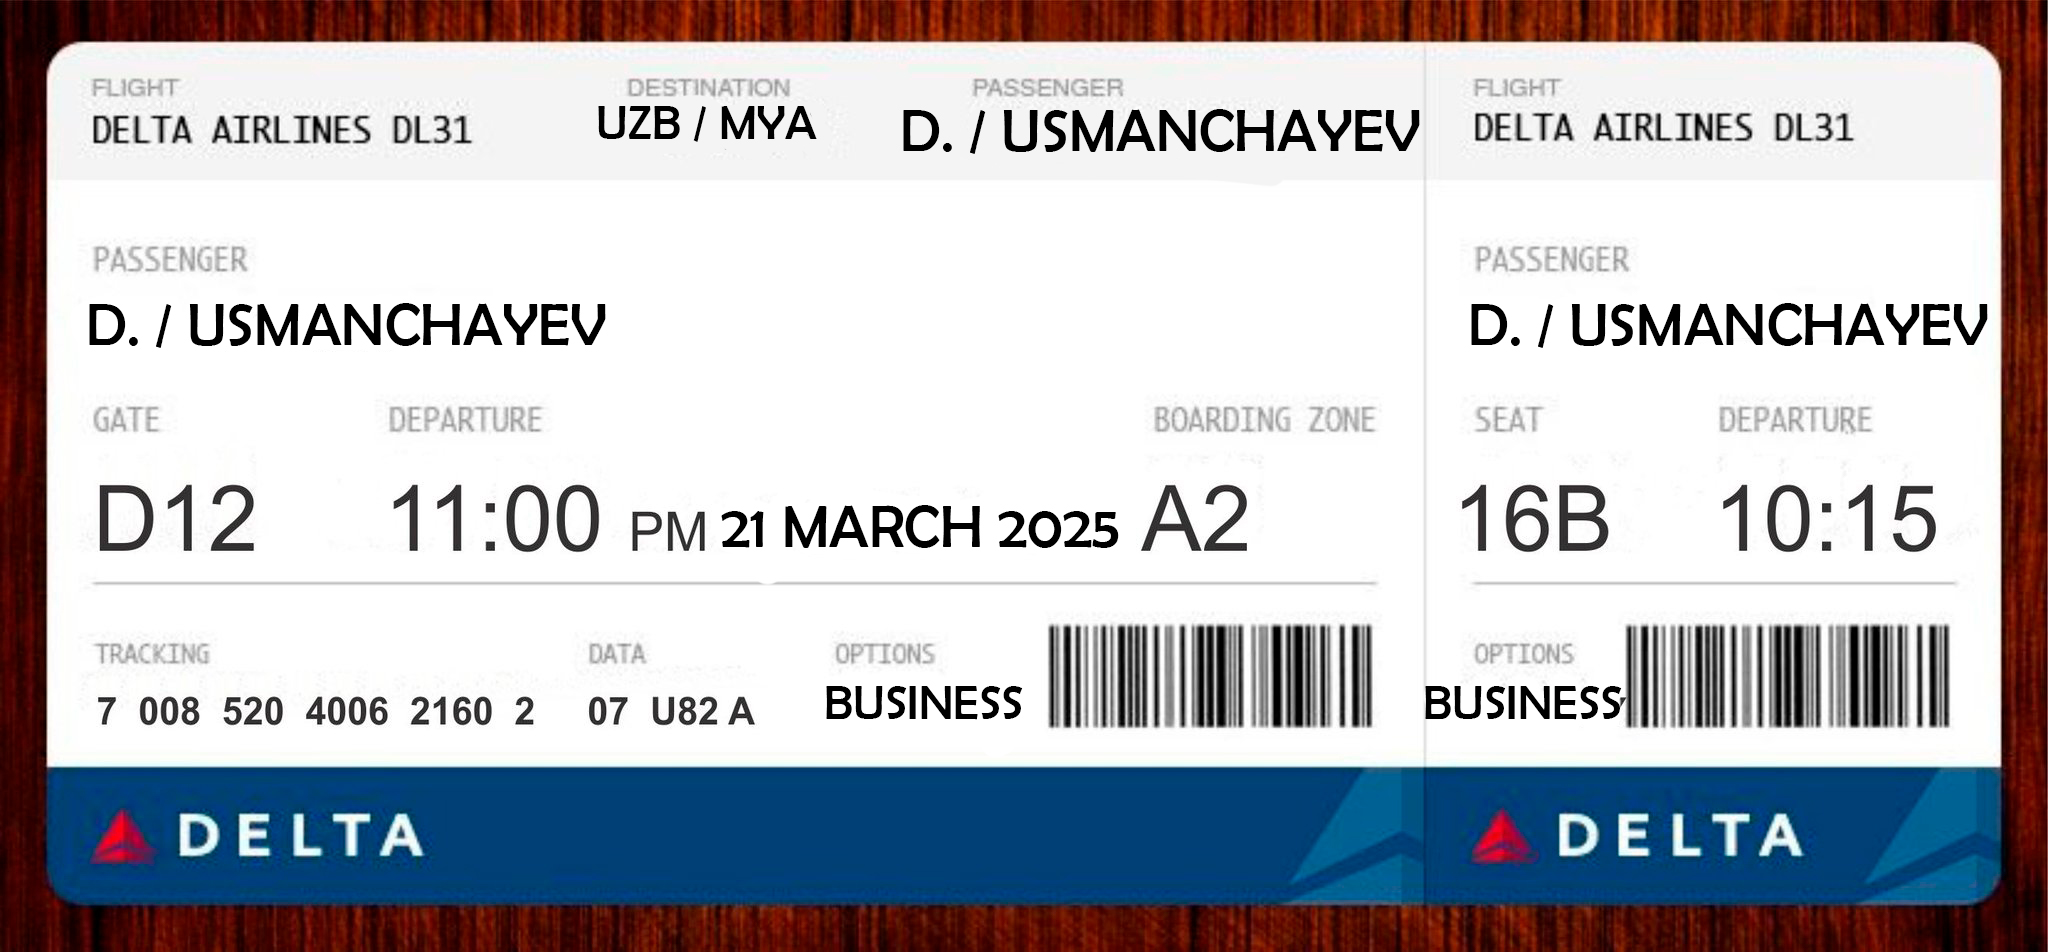 FLIGHT
DELTA AIRLINES DL31
DESTINATION
UZB / MYA
PASSENGER
D. / USMANCHAYEV
PASSENGER
D. / USMANCHAYEV
GATE
D12
DEPARTURE
11:00 PM 21 MARCH 2025
BOARDING ZONE
A2
TRACKING
7 008 520 4006 2160 2
DATA
07 U82 A
OPTIONS
BUSINESS
DELTA
FLIGHT
DELTA AIRLINES DL31
PASSENGER
D. / USMANCHAYEV
SEAT
16B
DEPARTURE
10:15
OPTIONS
BUSINESS
DELTA